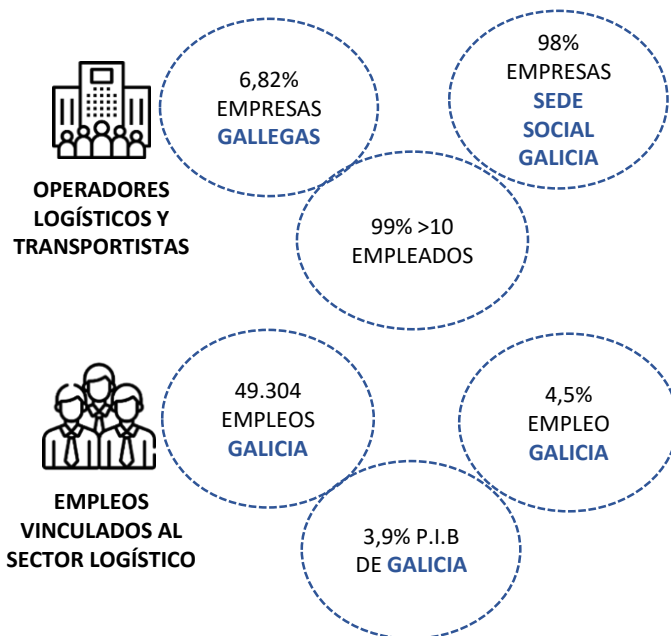 6,82%
EMPRESAS
GALLEGAS
98%
EMPRESAS
SEDE
SOCIAL
GALICIA
OPERADORES
LOGÍSTICOS Y
TRANSPORTISTAS
99% >10
EMPLEADOS
49.304
EMPLEOS
GALICIA
4,5%
EMPLEO
GALICIA
EMPLEOS
VINCULADOS AL
SECTOR LOGÍSTICO
3,9% P.I.B
DE GALICIA